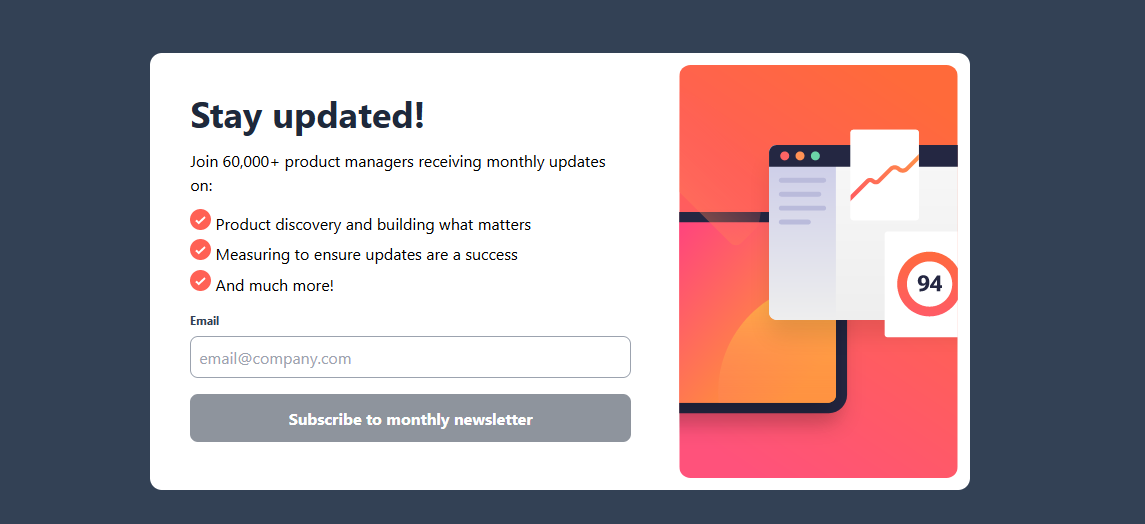 Stay updated!
Join 60,000+ product managers receiving monthly updates
on:
Product discovery and building what matters
Measuring to ensure updates are a success
And much more!
Email
email@company.com
Subscribe to monthly newsletter
94